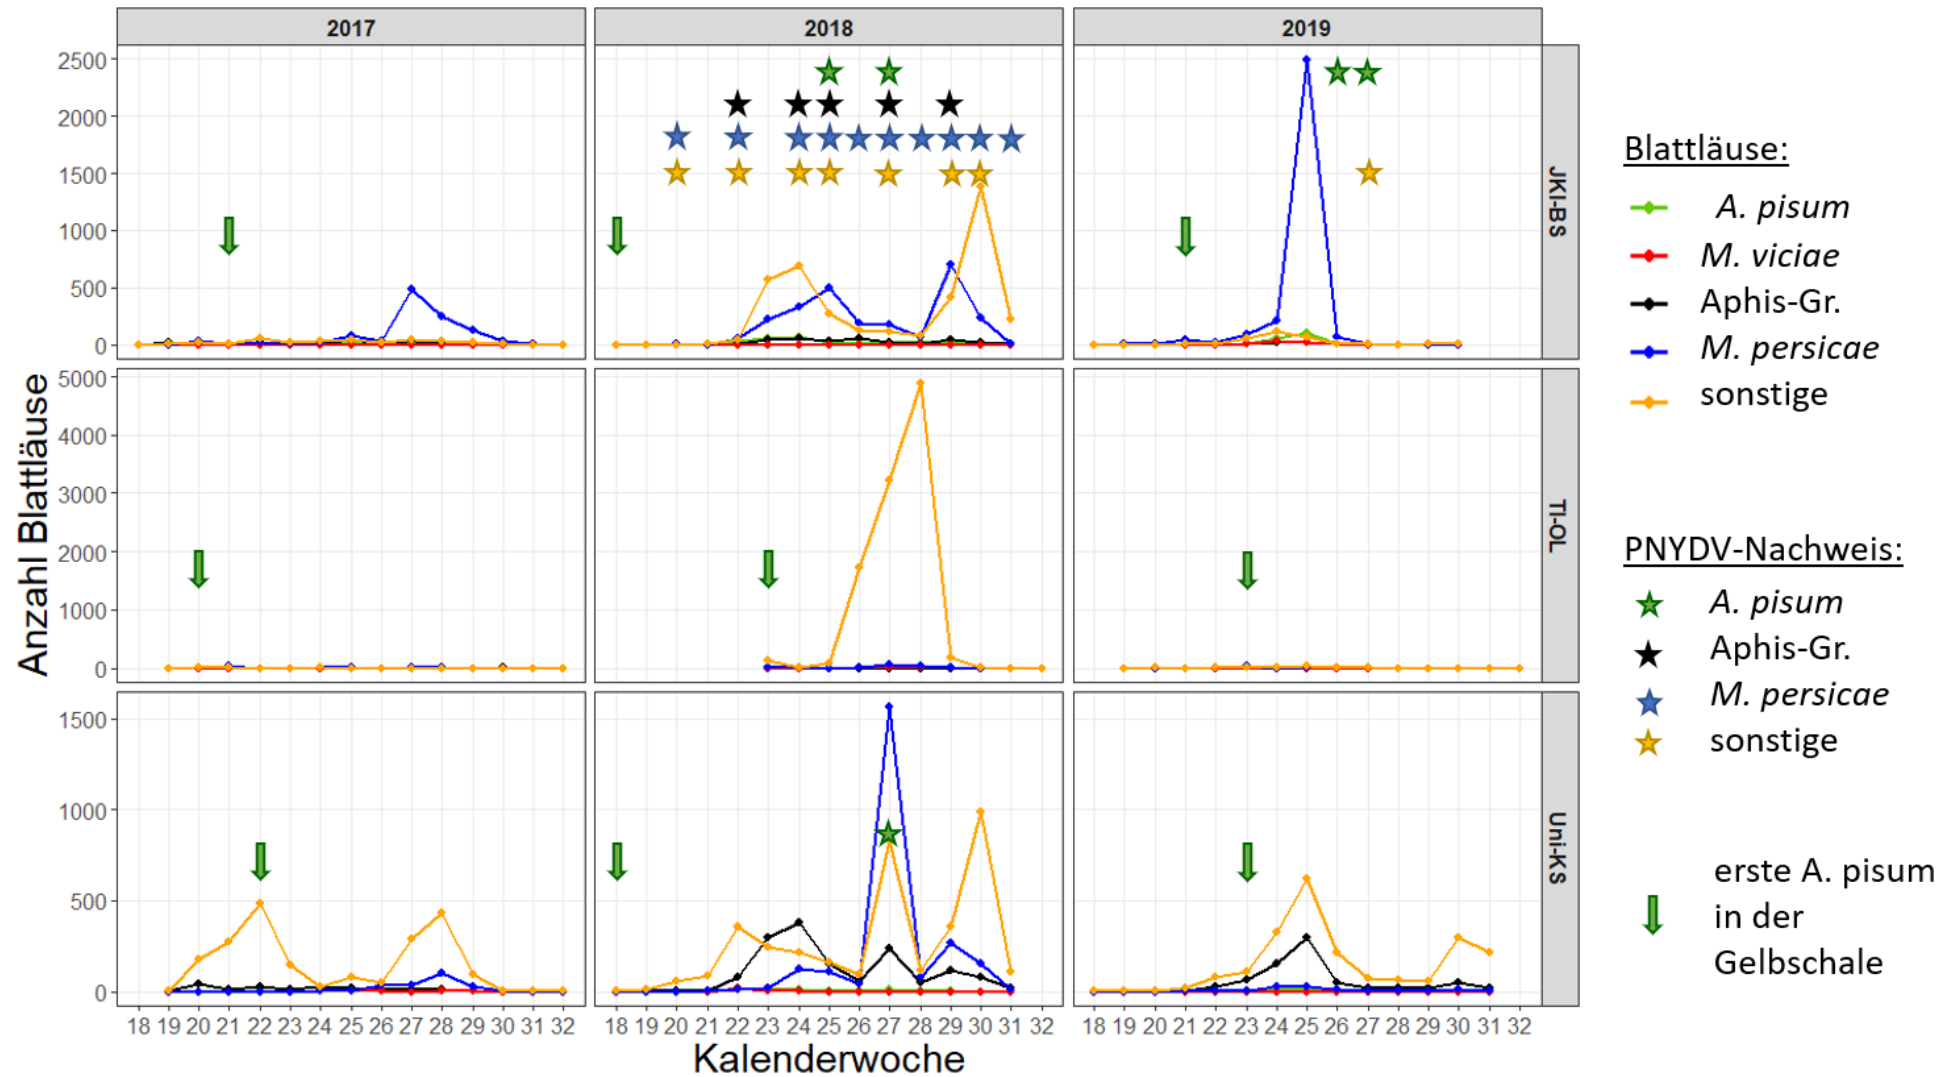 2017
2018
2019
2500
2000
1500
1000
500
0
JKI-BS
5000
4000
3000
2000
1000
0
TI-OL
1500
1000
500
0
Uni-KS
Anzahl Blattläuse
18 19 20 21 22 23 24 25 26 27 28 29 30 31 32
18 19 20 21 22 23 24 25 26 27 28 29 30 31 32
18 19 20 21 22 23 24 25 26 27 28 29 30 31 32
Kalenderwoche
Blattläuse:
A. pisum
M. viciae
Aphis-Gr.
M. persicae
sonstige
PNYDV-Nachweis:
A. pisum
Aphis-Gr.
M. persicae
sonstige
erste A. pisum
in der
Gelbschale